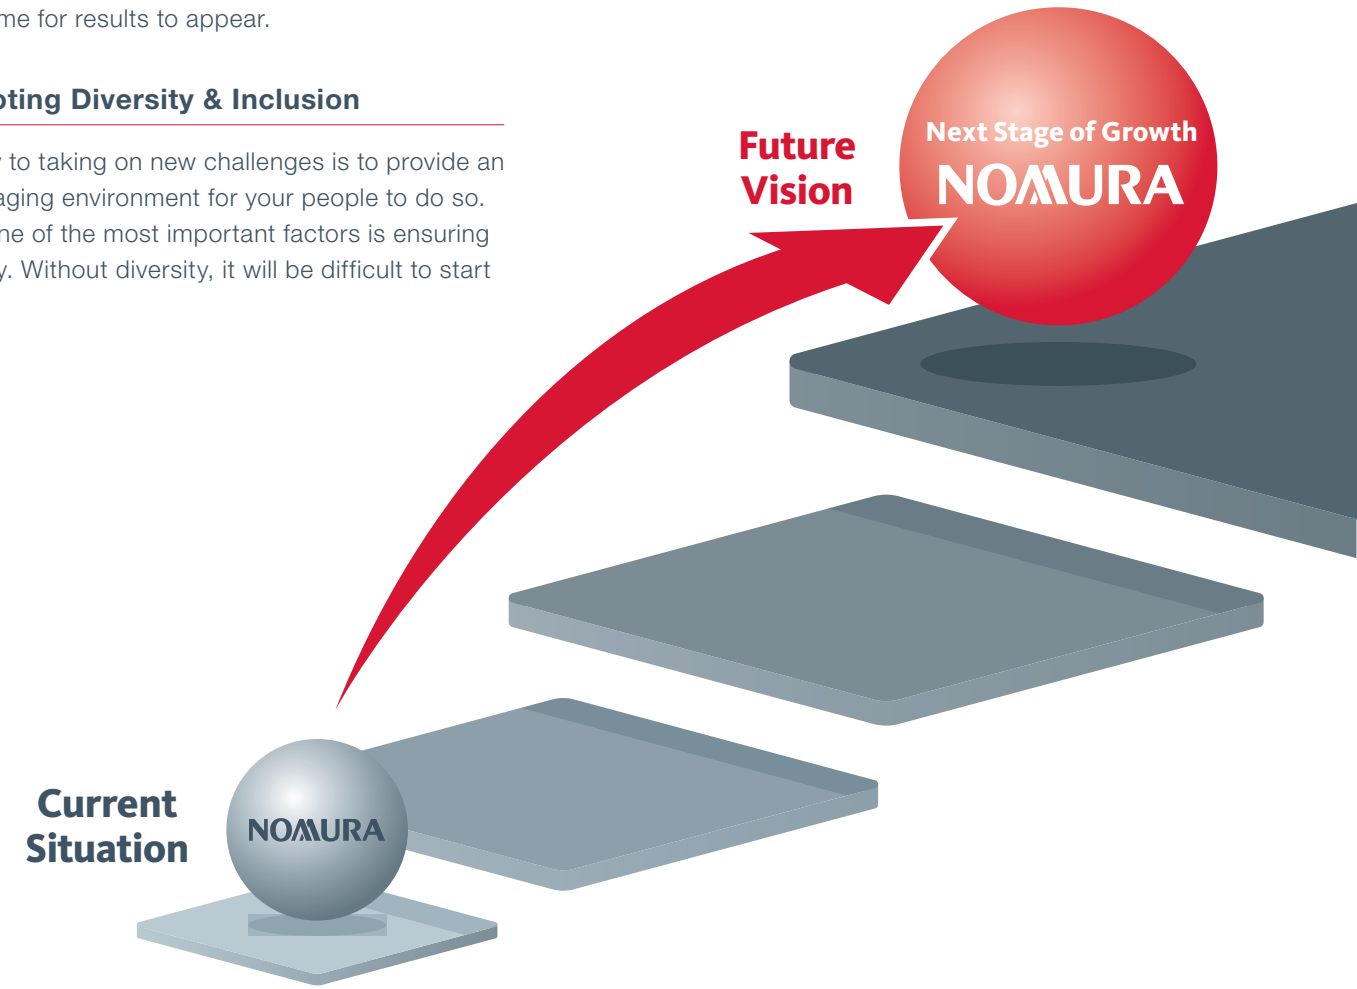 me for results to appear.
oting Diversity & Inclusion
to taking on new challenges is to provide an
aging environment for your people to do so.
ne of the most important factors is ensuring
y. Without diversity, it will be difficult to start
Future
Vision
Next Stage of Growth
NOMURA
Current
Situation
NOMURA